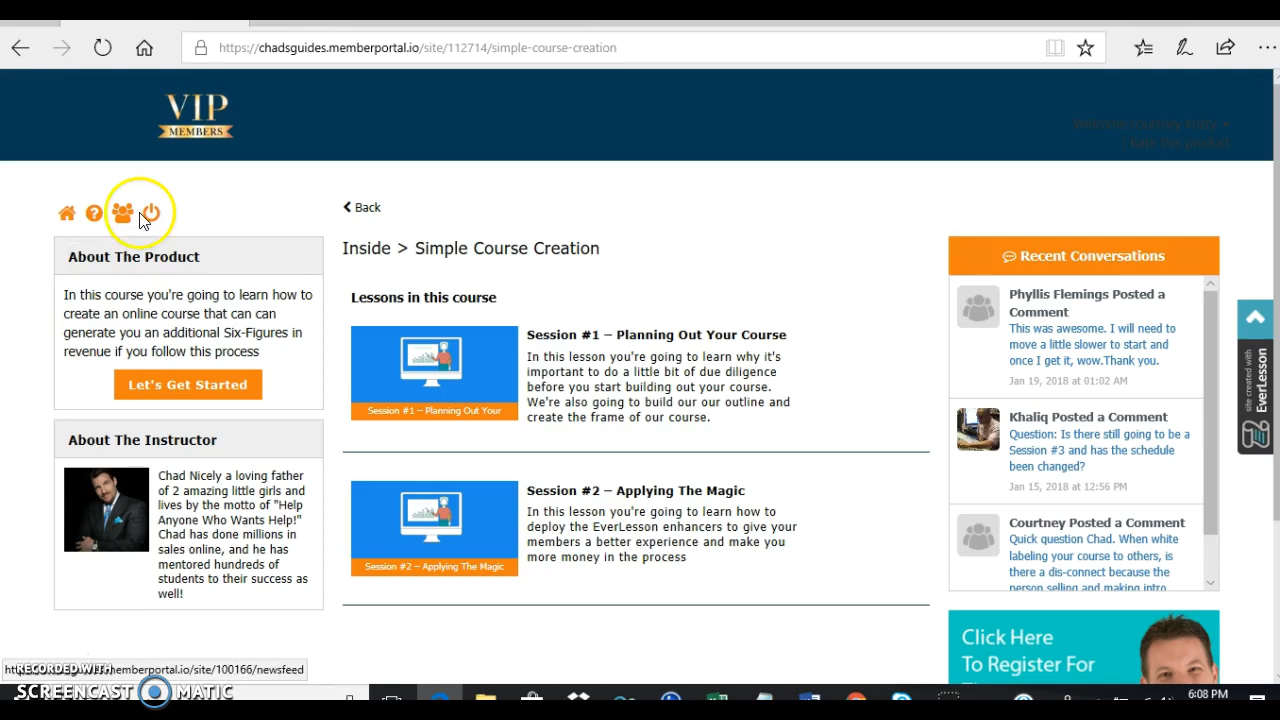 https://chadsguides.memberportal.io/site/112714/simple-course-creation
VIP
MEMBERS
Welcome courtney knzly
Rate this product
Back
About The Product
In this course you're going to learn how to
create an online course that can can
generate you an additional Six-Figures in
revenue if you follow this process
Let's Get Started
About The Instructor
Chad Nicely a loving father
of 2 amazing little girls and
lives by the motto of "Help
Anyone Who Wants Help!"
Chad has done millions in
sales online, and he has
mentored hundreds of
students to their success as
well!
Inside > Simple Course Creation
Lessons in this course
Session #1 – Planning Out Your
Session #1 – Planning Out Your Course
In this lesson you're going to learn why it's
important to do a little bit of due diligence
before you start building out your course.
We're also going to build our our outline and
create the frame of our course.
Session #2 – Applying The Magic
Session #2 – Applying The Magic
In this lesson you're going to learn how to
deploy the EverLesson enhancers to give your
members a better experience and make you
more money in the process
Recent Conversations
Phyllis Flemings Posted a
Comment
This was awesome. I will need to
move a little slower to start and
once I get it, wow.Thank you.
Jan 19, 2018 at 01:02 AM
Khaliq Posted a Comment
Question: Is there still going to be a
Session #3 and has the schedule
been changed?
Jan 15, 2018 at 12:56 PM
Courtney Posted a Comment
Quick question Chad. When white
labeling your course to others, is
there a dis-connect because the
person selling and making intro
Click Here
To Register For
site created with
EverLesson
memberportal.io/site/100166/newsfeed
RECORDED WITH
SCREENCAST MATIC
6:08 PM